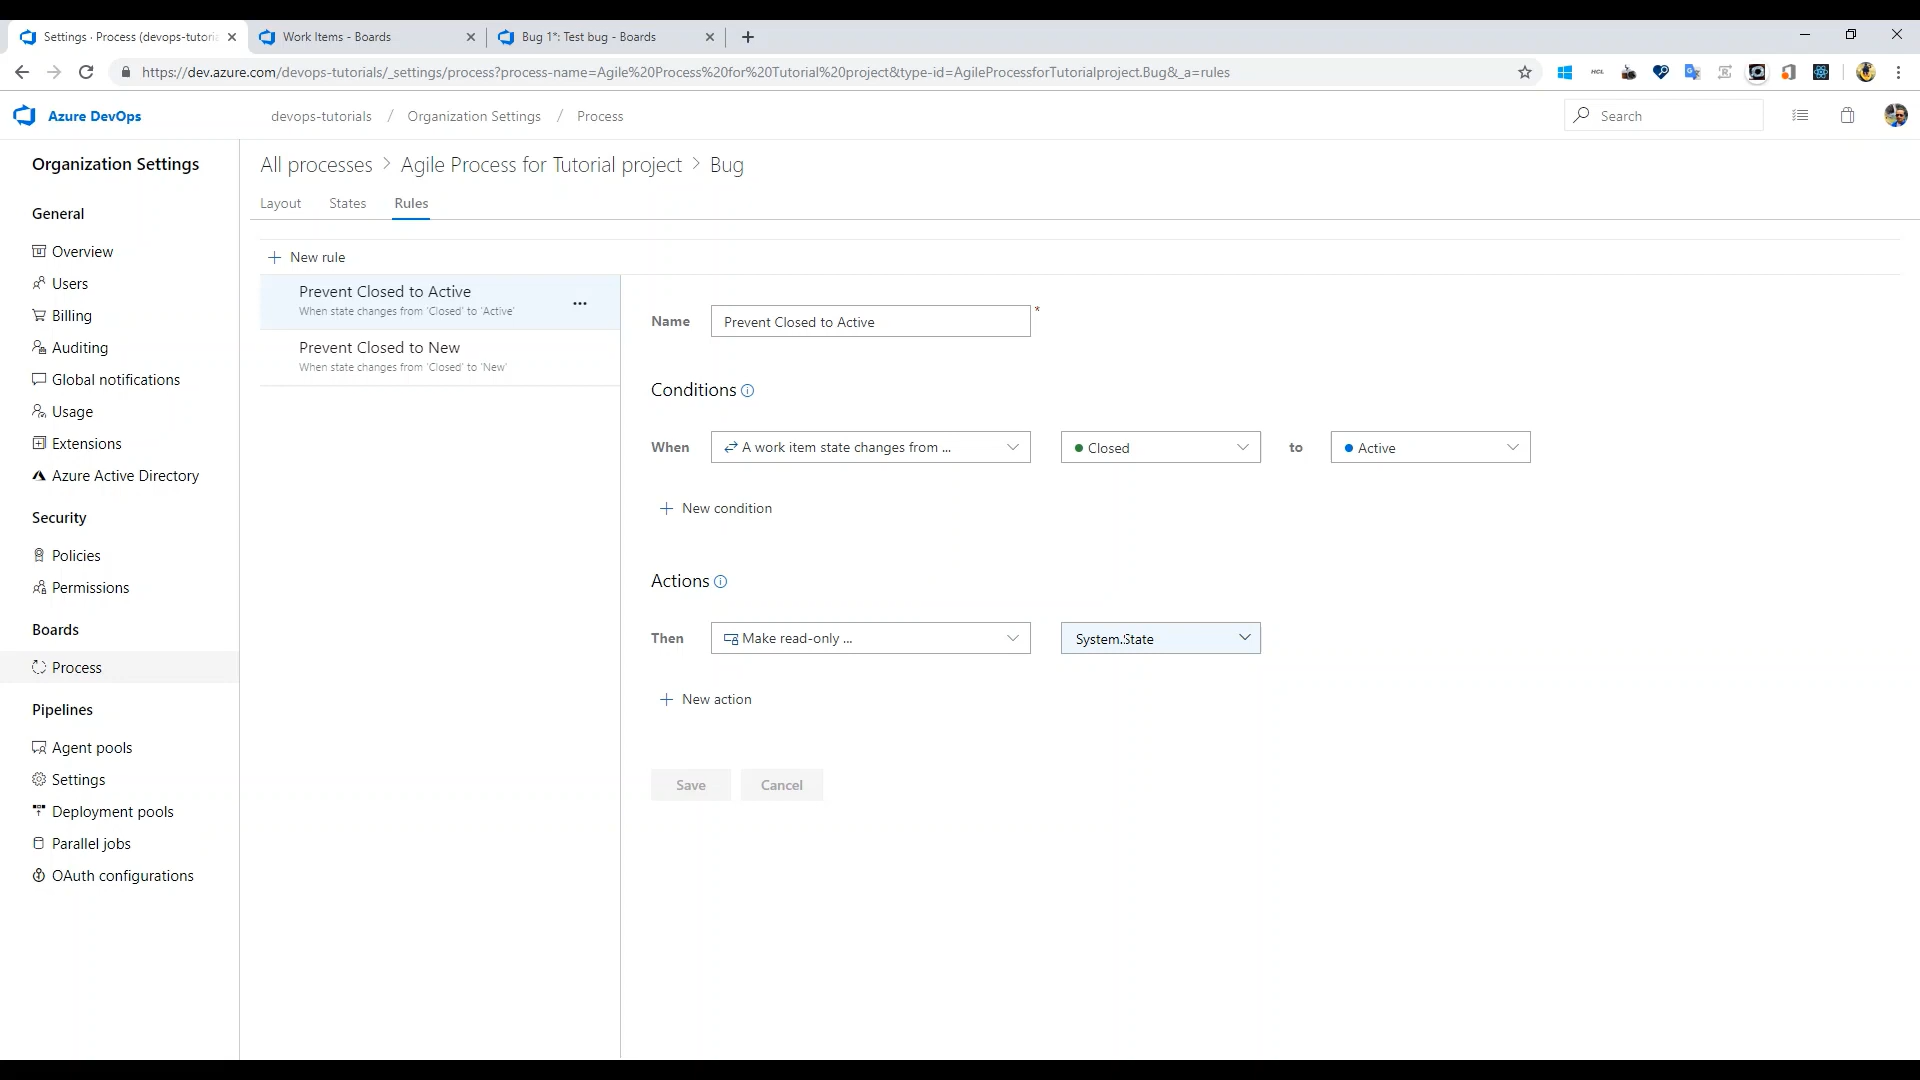 Settings · Process (devops-tutoria
Work Items - Boards
Bug 1*: Test bug - Boards
https://dev.azure.com/devops-tutorials/_settings/process?process-name=Agile%20Process%20for%20Tutorial%20project&type-id=AgileProcessforTutorialproject.Bug&_a=rules
HCL
Azure DevOps
devops-tutorials / Organization Settings / Process
Search
Organization Settings
General
Overview
Users
Billing
Auditing
Global notifications
Usage
Extensions
Azure Active Directory
Security
Policies
Permissions
Boards
Process
Pipelines
Agent pools
Settings
Deployment pools
Parallel jobs
OAuth configurations
All processes > Agile Process for Tutorial project > Bug
Layout States Rules
+ New rule
Prevent Closed to Active
When state changes from 'Closed' to 'Active'
Prevent Closed to New
When state changes from 'Closed' to 'New'
Name Prevent Closed to Active *
Conditions
When A work item state changes from ... Closed to Active
+ New condition
Actions
Then Make read-only ... System.State
+ New action
Save Cancel